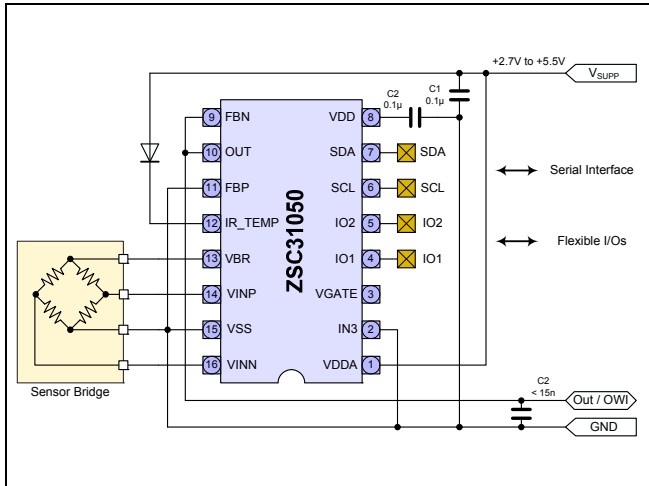 +2.7V to +5.5V
VSUPP
C2
0.1µ
C1
0.1µ
9 FBN VDD 8
10 OUT SDA 7 SDA
Serial Interface
11 FBP SCL 6 SCL
12 IR_TEMP IO2 5 IO2
Flexible I/Os
13 VBR IO1 4 IO1
14 VINP VGATE 3
15 VSS IN3 2
16 VINN VDDA 1
ZSC31050
Sensor Bridge
C2
< 15n
Out / OWI
GND